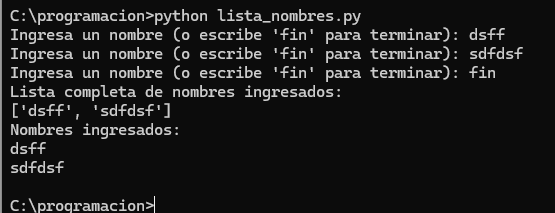 C:\programacion>python lista_nombres.py
Ingresa un nombre (o escribe 'fin' para terminar): dsff
Ingresa un nombre (o escribe 'fin' para terminar): sdfdsf
Ingresa un nombre (o escribe 'fin' para terminar): fin
Lista completa de nombres ingresados:
['dsff', 'sdfdsf']
Nombres ingresados:
dsff
sdfdsf
C:\programacion>